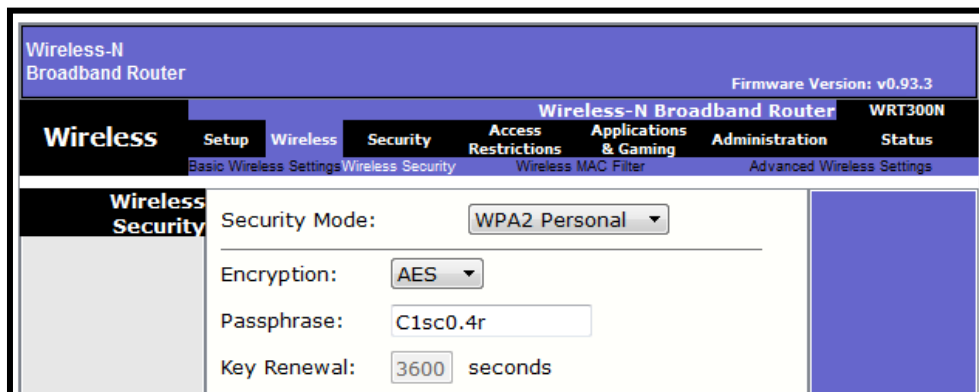 Wireless-N
Broadband Router
Firmware Version: v0.93.3
Wireless-N Broadband Router WRT300N
Wireless
Setup Wireless Security Access Restrictions Applications & Gaming Administration Status
Basic Wireless Settings Wireless Security Wireless MAC Filter Advanced Wireless Settings
Wireless
Security
Security Mode: WPA2 Personal
Encryption: AES
Passphrase: C1sc0.4r
Key Renewal: 3600 seconds